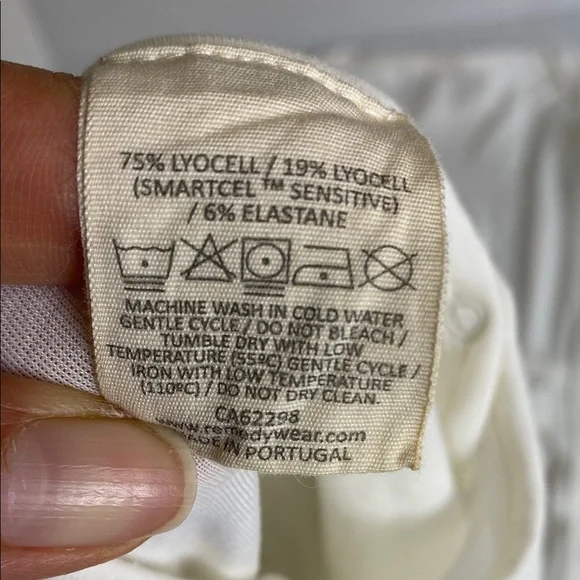 75% LYOCELL / 19% LYOCELL
(SMARTCEL™ SENSITIVE)
/ 6% ELASTANE
MACHINE WASH IN COLD WATER
GENTLE CYCLE / DO NOT BLEACH /
TUMBLE DRY WITH LOW
TEMPERATURE (55ºC) GENTLE CYCLE /
IRON WITH LOW TEMPERATURE
(110ºC) / DO NOT DRY CLEAN.
CA62298
www.remedywear.com
MADE IN PORTUGAL